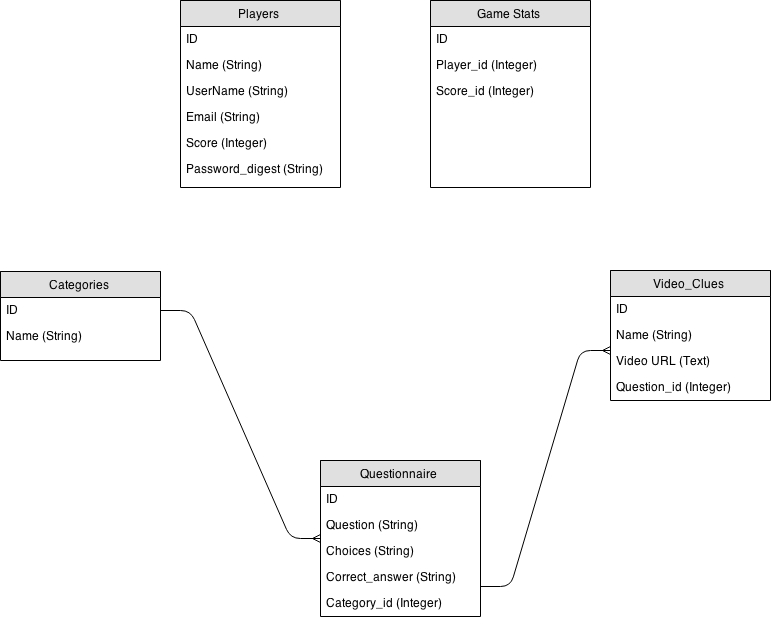 Players
ID
Name (String)
UserName (String)
Email (String)
Score (Integer)
Password_digest (String)
Game Stats
ID
Player_id (Integer)
Score_id (Integer)
Categories
ID
Name (String)
Video_Clues
ID
Name (String)
Video URL (Text)
Question_id (Integer)
Questionnaire
ID
Question (String)
Choices (String)
Correct_answer (String)
Category_id (Integer)